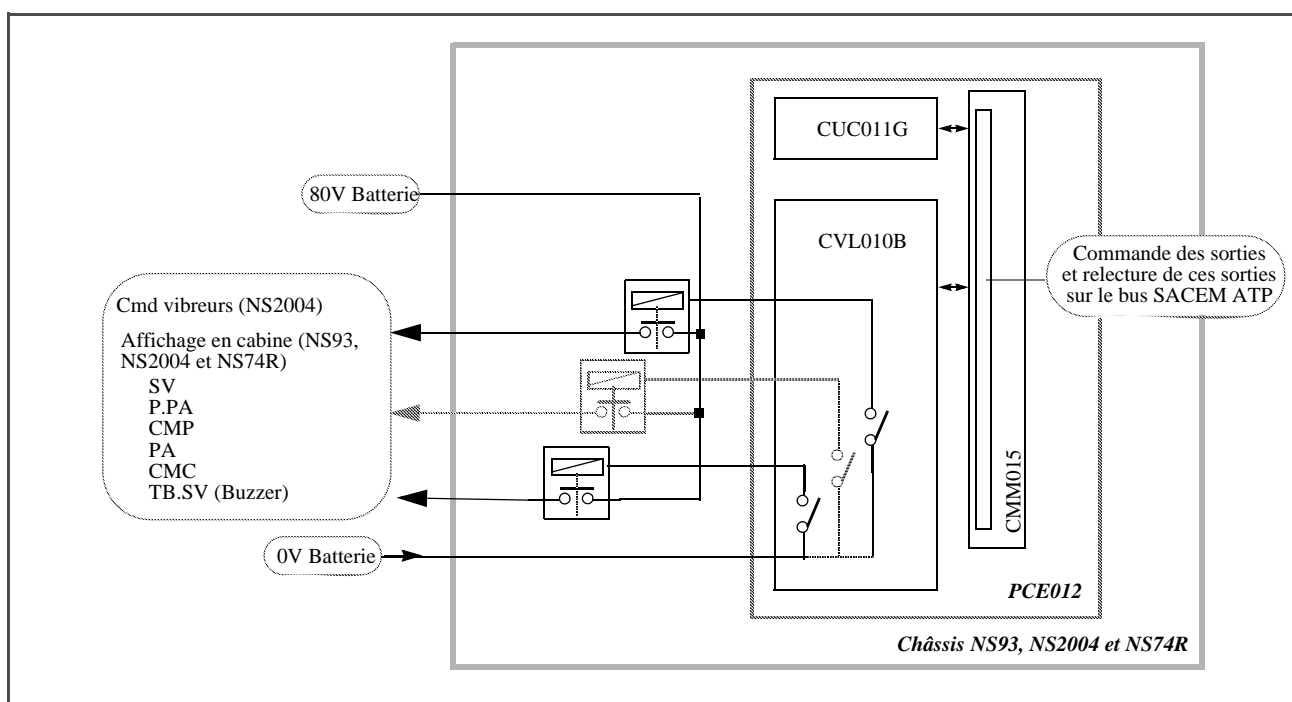 CUC011G
80V Batterie
CVL010B
Commande des sorties
et relecture de ces sorties
sur le bus SACEM ATP
Cmd vibreurs (NS2004)
Affichage en cabine (NS93,
NS2004 et NS74R)
SV
P.PA
CMP
PA
CMC
TB.SV (Buzzer)
CMM015
0V Batterie
PCE012
Châssis NS93, NS2004 et NS74R